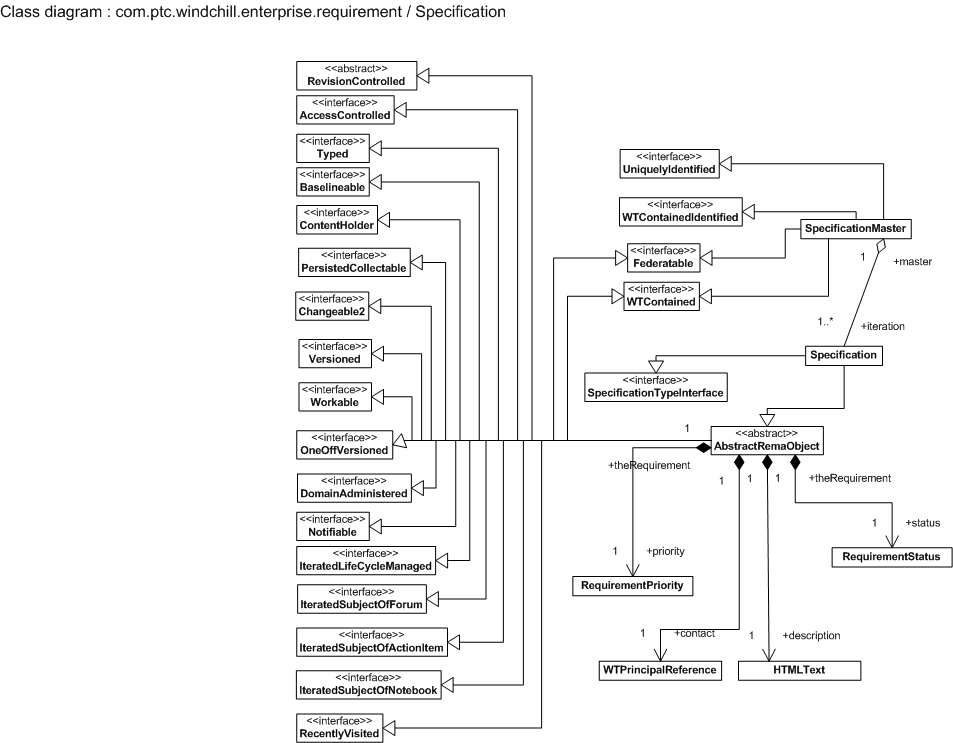 Class diagram : com.ptc.windchill.enterprise.requirement / Specification
<<abstract>>
RevisionControlled
<<interface>>
AccessControlled
<<interface>>
Typed
<<interface>>
Baselineable
<<interface>>
ContentHolder
<<interface>>
PersistedCollectable
<<interface>>
Changeable2
<<interface>>
Versioned
<<interface>>
Workable
<<interface>>
OneOffVersioned
<<interface>>
DomainAdministered
<<interface>>
Notifiable
<<interface>>
IteratedLifeCycleManaged
<<interface>>
IteratedSubjectOfForum
<<interface>>
IteratedSubjectOfActionItem
<<interface>>
IteratedSubjectOfNotebook
<<interface>>
RecentlyVisited
<<interface>>
UniquelyIdentified
<<interface>>
WTContainedIdentified
<<interface>>
Federatable
<<interface>>
WTContained
SpecificationMaster
1
+master
1..*
+iteration
Specification
<<interface>>
SpecificationTypeInterface
<<abstract>>
AbstractRemaObject
1
+theRequirement
1
1
1
+theRequirement
1
+status
RequirementStatus
1
+priority
RequirementPriority
1
+contact
WTPrincipalReference
1
+description
HTMLText